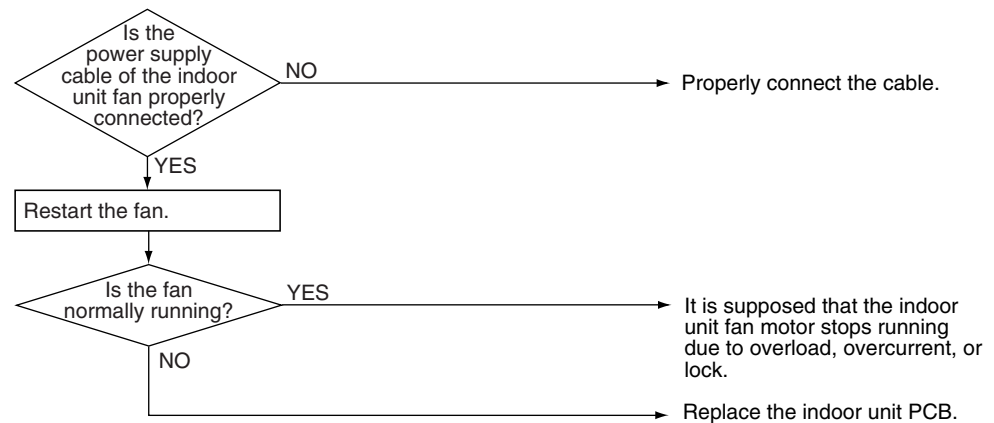 Is the
power supply
cable of the indoor
unit fan properly
connected?
NO
Properly connect the cable.
YES
Restart the fan.
Is the fan
normally running?
YES
It is supposed that the indoor
unit fan motor stops running
due to overload, overcurrent, or
lock.
NO
Replace the indoor unit PCB.